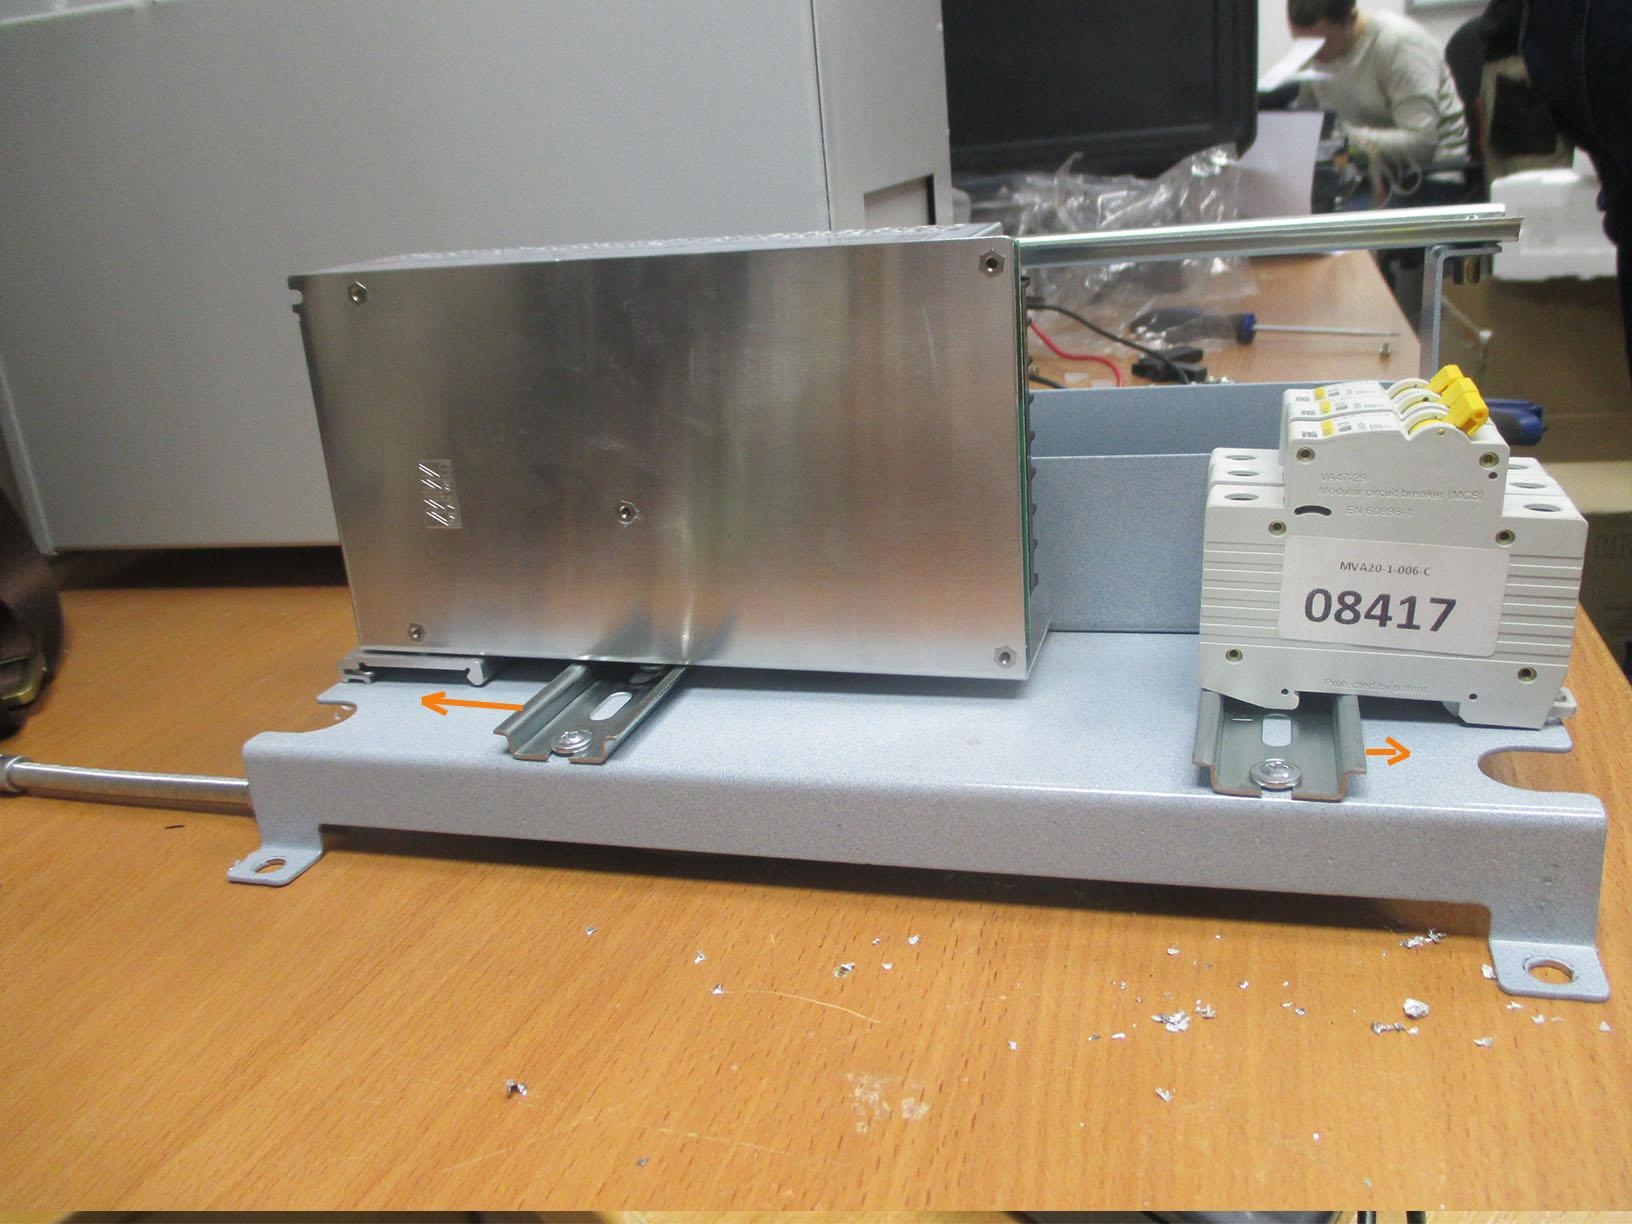 VA47-29
Modular circuit breaker (MCB)
EN 60898-1
MVA20-1-006-C
08417
Protected by patent